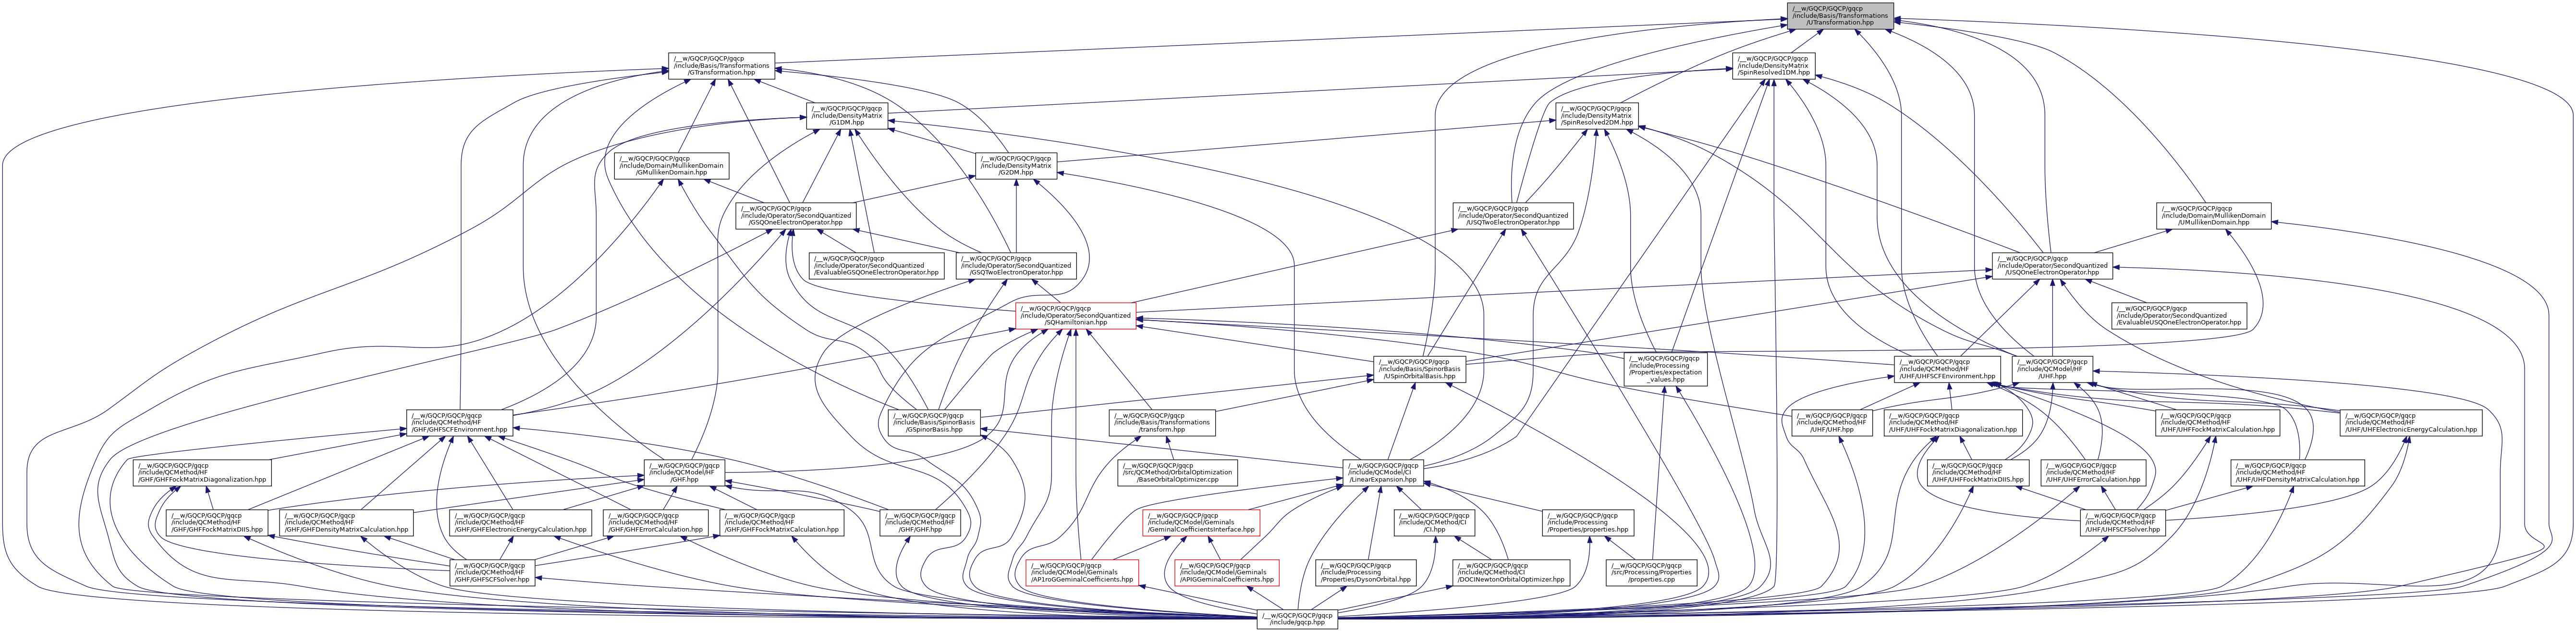 /__w/GQCP/GQCP/gqcp
/include/Basis/Transformations
/UTransformation.hpp
/__w/GQCP/GQCP/gqcp
/include/Basis/Transformations
/GTransformation.hpp
/__w/GQCP/GQCP/gqcp
/include/DensityMatrix
/SpinResolved1DM.hpp
/__w/GQCP/GQCP/gqcp
/include/DensityMatrix
/G1DM.hpp
/__w/GQCP/GQCP/gqcp
/include/DensityMatrix
/SpinResolved2DM.hpp
/__w/GQCP/GQCP/gqcp
/include/Domain/MullikenDomain
/GMullikenDomain.hpp
/__w/GQCP/GQCP/gqcp
/include/DensityMatrix
/G2DM.hpp
/__w/GQCP/GQCP/gqcp
/include/Operator/SecondQuantized
/GSQOneElectronOperator.hpp
/__w/GQCP/GQCP/gqcp
/include/Operator/SecondQuantized
/USQTwoElectronOperator.hpp
/__w/GQCP/GQCP/gqcp
/include/Domain/MullikenDomain
/UMullikenDomain.hpp
/__w/GQCP/GQCP/gqcp
/include/Operator/SecondQuantized
/EvaluableGSQOneElectronOperator.hpp
/__w/GQCP/GQCP/gqcp
/include/Operator/SecondQuantized
/GSQTwoElectronOperator.hpp
/__w/GQCP/GQCP/gqcp
/include/Operator/SecondQuantized
/USQOneElectronOperator.hpp
/__w/GQCP/GQCP/gqcp
/include/Operator/SecondQuantized
/SQHamiltonian.hpp
/__w/GQCP/GQCP/gqcp
/include/Operator/SecondQuantized
/EvaluableUSQOneElectronOperator.hpp
/__w/GQCP/GQCP/gqcp
/include/Basis/SpinorBasis
/USpinOrbitalBasis.hpp
/__w/GQCP/GQCP/gqcp
/include/Processing
/Properties/expectation
_values.hpp
/__w/GQCP/GQCP/gqcp
/include/QCMethod/HF
/UHF/UHFSCFEnvironment.hpp
/__w/GQCP/GQCP/gqcp
/include/QCModel/HF
/UHF.hpp
/__w/GQCP/GQCP/gqcp
/include/QCMethod/HF
/GHF/GHFSCFEnvironment.hpp
/__w/GQCP/GQCP/gqcp
/include/Basis/SpinorBasis
/GSpinorBasis.hpp
/__w/GQCP/GQCP/gqcp
/include/Basis/Transformations
/transform.hpp
/__w/GQCP/GQCP/gqcp
/include/QCMethod/HF
/UHF/UHF.hpp
/__w/GQCP/GQCP/gqcp
/include/QCMethod/HF
/UHF/UHFFockMatrixDiagonalization.hpp
/__w/GQCP/GQCP/gqcp
/include/QCMethod/HF
/UHF/UHFFockMatrixCalculation.hpp
/__w/GQCP/GQCP/gqcp
/include/QCMethod/HF
/UHF/UHFElectronicEnergyCalculation.hpp
/__w/GQCP/GQCP/gqcp
/include/QCMethod/HF
/GHF/GHFFockMatrixDiagonalization.hpp
/__w/GQCP/GQCP/gqcp
/include/QCModel/HF
/GHF.hpp
/__w/GQCP/GQCP/gqcp
/src/QCMethod/OrbitalOptimization
/BaseOrbitalOptimizer.cpp
/__w/GQCP/GQCP/gqcp
/include/QCModel/CI
/LinearExpansion.hpp
/__w/GQCP/GQCP/gqcp
/include/QCMethod/HF
/UHF/UHFFockMatrixDIIS.hpp
/__w/GQCP/GQCP/gqcp
/include/QCMethod/HF
/UHF/UHFErrorCalculation.hpp
/__w/GQCP/GQCP/gqcp
/include/QCMethod/HF
/UHF/UHFDensityMatrixCalculation.hpp
/__w/GQCP/GQCP/gqcp
/include/QCMethod/HF
/GHF/GHFFockMatrixDIIS.hpp
/__w/GQCP/GQCP/gqcp
/include/QCMethod/HF
/GHF/GHFDensityMatrixCalculation.hpp
/__w/GQCP/GQCP/gqcp
/include/QCMethod/HF
/GHF/GHFElectronicEnergyCalculation.hpp
/__w/GQCP/GQCP/gqcp
/include/QCMethod/HF
/GHF/GHFErrorCalculation.hpp
/__w/GQCP/GQCP/gqcp
/include/QCMethod/HF
/GHF/GHFFockMatrixCalculation.hpp
/__w/GQCP/GQCP/gqcp
/include/QCMethod/HF
/GHF/GHF.hpp
/__w/GQCP/GQCP/gqcp
/include/QCModel/Geminals
/GeminalCoefficientsInterface.hpp
/__w/GQCP/GQCP/gqcp
/include/QCMethod/CI
/CI.hpp
/__w/GQCP/GQCP/gqcp
/include/Processing
/Properties/properties.hpp
/__w/GQCP/GQCP/gqcp
/include/QCMethod/HF
/UHF/UHFSCFSolver.hpp
/__w/GQCP/GQCP/gqcp
/include/QCMethod/HF
/GHF/GHFSCFSolver.hpp
/__w/GQCP/GQCP/gqcp
/include/QCModel/Geminals
/AP1roGGeminalCoefficients.hpp
/__w/GQCP/GQCP/gqcp
/include/QCModel/Geminals
/APIGGeminalCoefficients.hpp
/__w/GQCP/GQCP/gqcp
/include/Processing
/Properties/DysonOrbital.hpp
/__w/GQCP/GQCP/gqcp
/include/QCMethod/CI
/DOCINewtonOrbitalOptimizer.hpp
/__w/GQCP/GQCP/gqcp
/src/Processing/Properties
/properties.cpp
/__w/GQCP/GQCP/gqcp
/include/gqcp.hpp